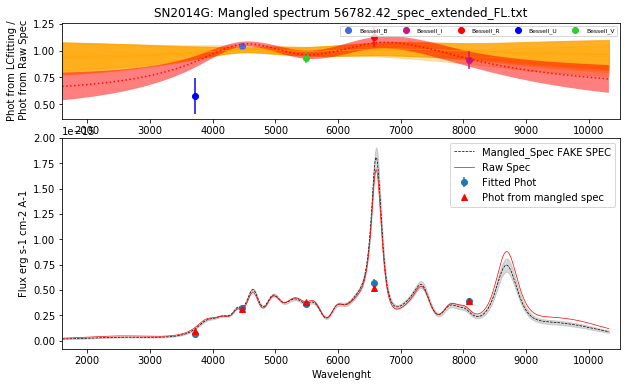 SN2014G: Mangled spectrum 56782.42_spec_extended_FL.txt
Phot from LCfitting /
Phot from Raw Spec
1.25
1.00
0.75
0.50
Bessell_B
Bessell_I
Bessell_R
Bessell_U
Bessell_V
2000 3000 4000 5000 6000 7000 8000 9000 10000
1e−15
Flux erg s-1 cm-2 A-1
2.00
1.75
1.50
1.25
1.00
0.75
0.50
0.25
0.00
Mangled_Spec FAKE SPEC
Raw Spec
Fitted Phot
Phot from mangled spec
2000 3000 4000 5000 6000 7000 8000 9000 10000
Wavelenght